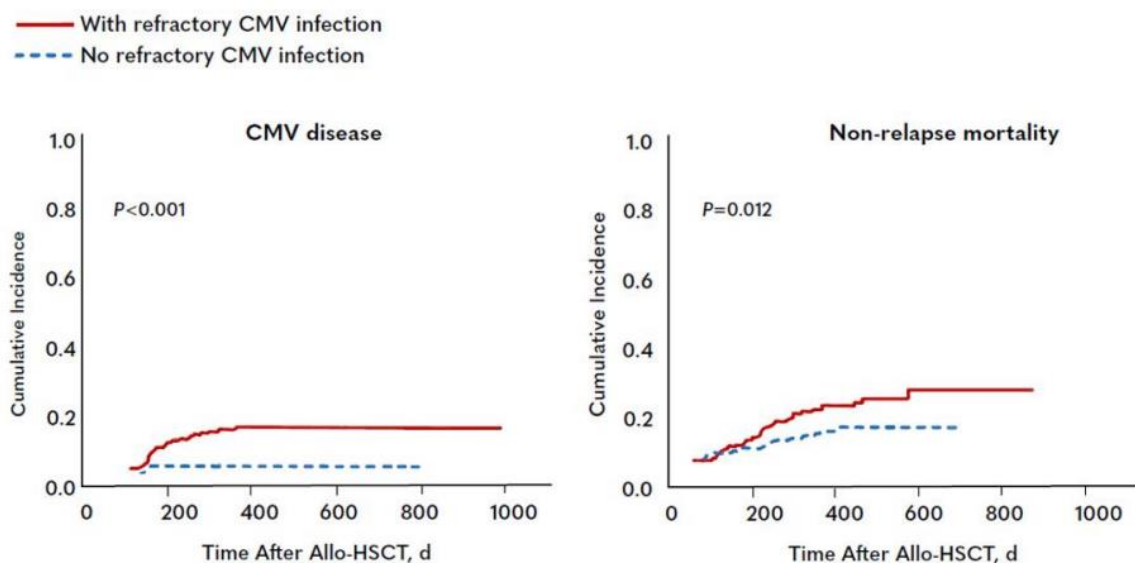 With refractory CMV infection
No refractory CMV infection
CMV disease
1.0
0.8
0.6
0.4
0.2
0.0
P<0.001
Cumulative Incidence
0 200 400 600 800 1000
Time After Allo-HSCT, d
Non-relapse mortality
1.0
0.8
0.6
0.4
0.2
0.0
P=0.012
Cumulative Incidence
0 200 400 600 800 1000
Time After Allo-HSCT, d